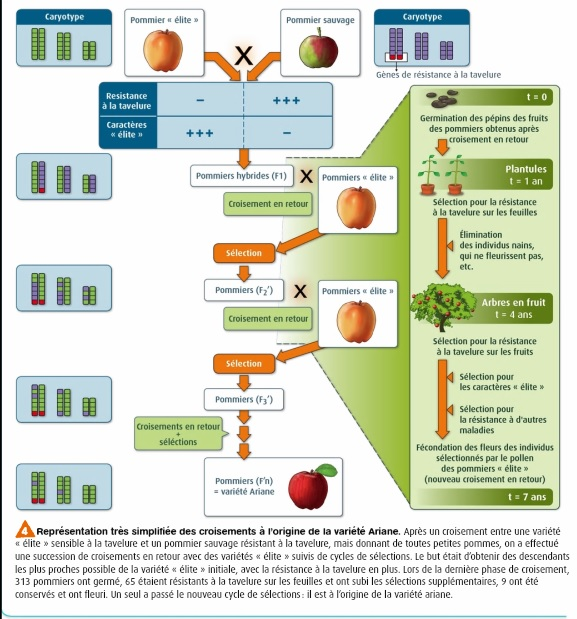 Caryotype
Pommier « élite »
Pommier sauvage
Caryotype
X
Gènes de résistance à la tavelure
Resistance
à la tavelure
–
+++
Caractères
« élite »
+++
–
Pommiers hybrides (F1)
X
Pommiers « élite »
Croisement en retour
Sélection
Pommiers (F2′)
X
Pommiers « élite »
Croisement en retour
Sélection
Pommiers (F3′)
Croisements en retour
+
séléctions
Pommiers (F'n)
= variété Ariane
t = 0
Germination des pépins des fruits
des pommiers obtenus après
croisement en retour
Plantules
t = 1 an
Sélection pour la résistance
à la tavelure sur les feuilles
Élimination
des individus nains,
qui ne fleurissent pas,
etc.
Arbres en fruit
t = 4 ans
Sélection pour la résistance
à la tavelure sur les fruits
Sélection pour
les caractères « élite »
Sélection pour
la résistance à d'autres
maladies
Fécondation des fleurs des individus
sélectionnés par le pollen
des pommiers « élite »
(nouveau croisement en retour)
t = 7 ans
4 Représentation très simplifiée des croisements à l'origine de la variété Ariane. Après un croisement entre une variété
« élite » sensible à la tavelure et un pommier sauvage résistant à la tavelure, mais donnant de toutes petites pommes, on a effectué
une succession de croisements en retour avec des variétés « élite » suivis de cycles de sélections. Le but était d'obtenir des descendants
les plus proches possible de la variété « élite » initiale, avec la résistance à la tavelure en plus. Lors de la dernière phase de croisement,
313 pommiers ont germé, 65 étaient résistants à la tavelure sur les feuilles et ont subi les sélections supplémentaires, 9 ont été
conservés et ont fleuri. Un seul a passé le nouveau cycle de sélections : il est à l'origine de la variété ariane.